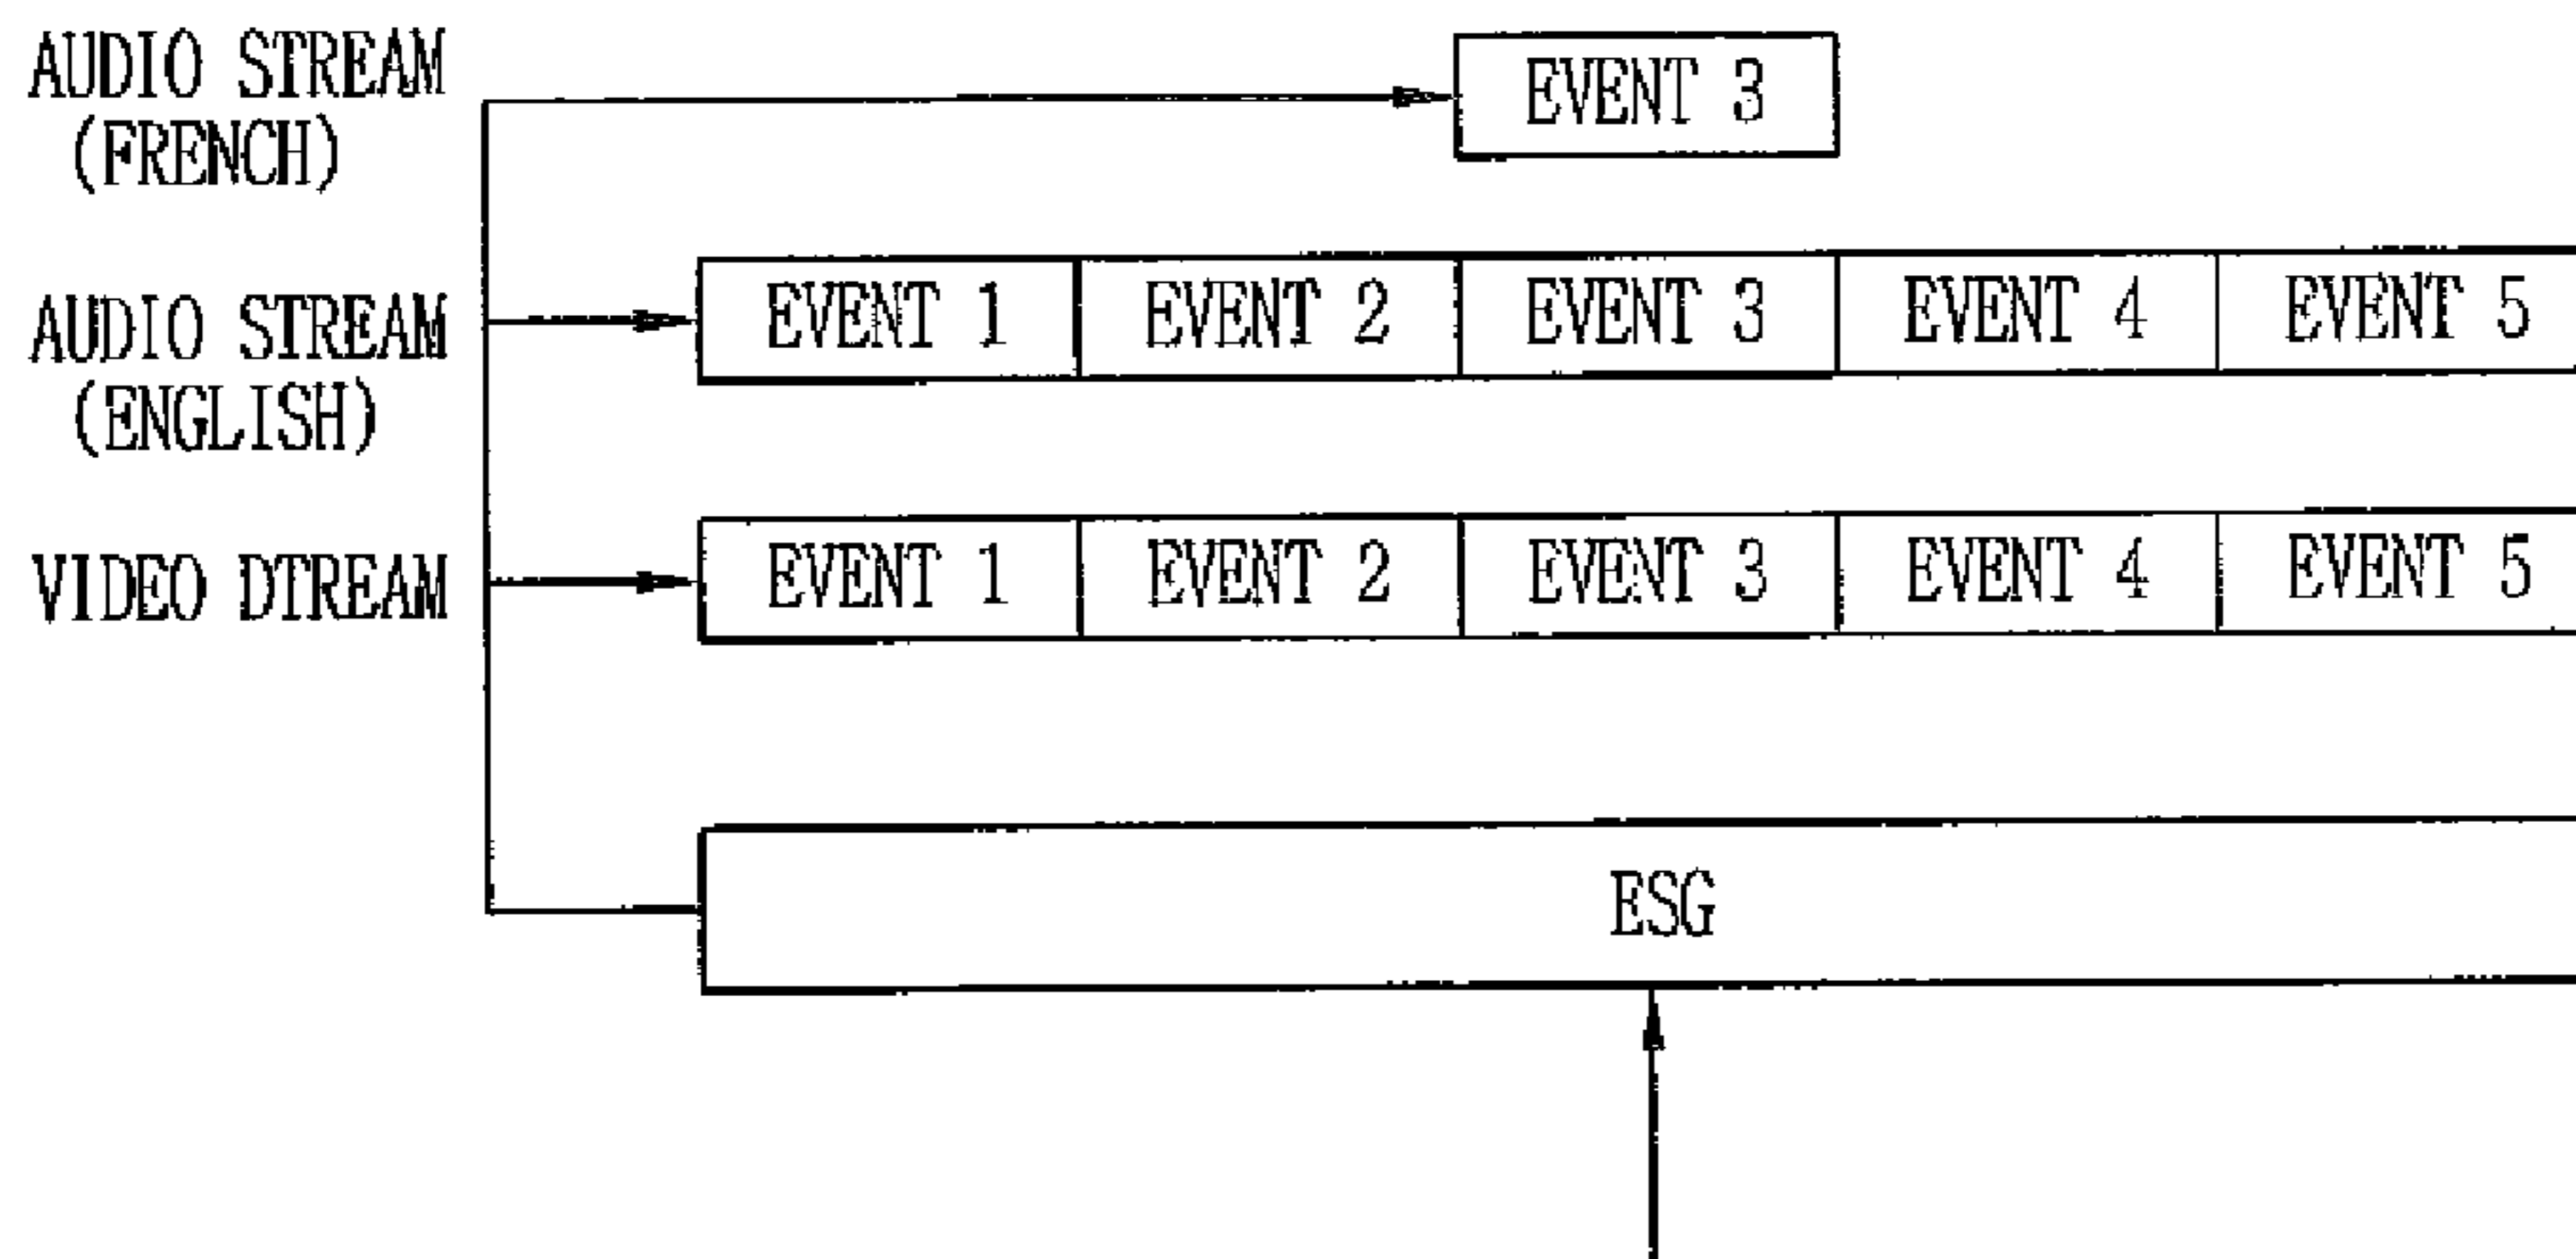 AUDIO STREAM
(FRENCH)
EVENT 3
AUDIO STREAM
(ENGLISH)
EVENT 1 EVENT 2 EVENT 3 EVENT 4 EVENT 5
VIDEO DTREAM
EVENT 1 EVENT 2 EVENT 3 EVENT 4 EVENT 5
ESG